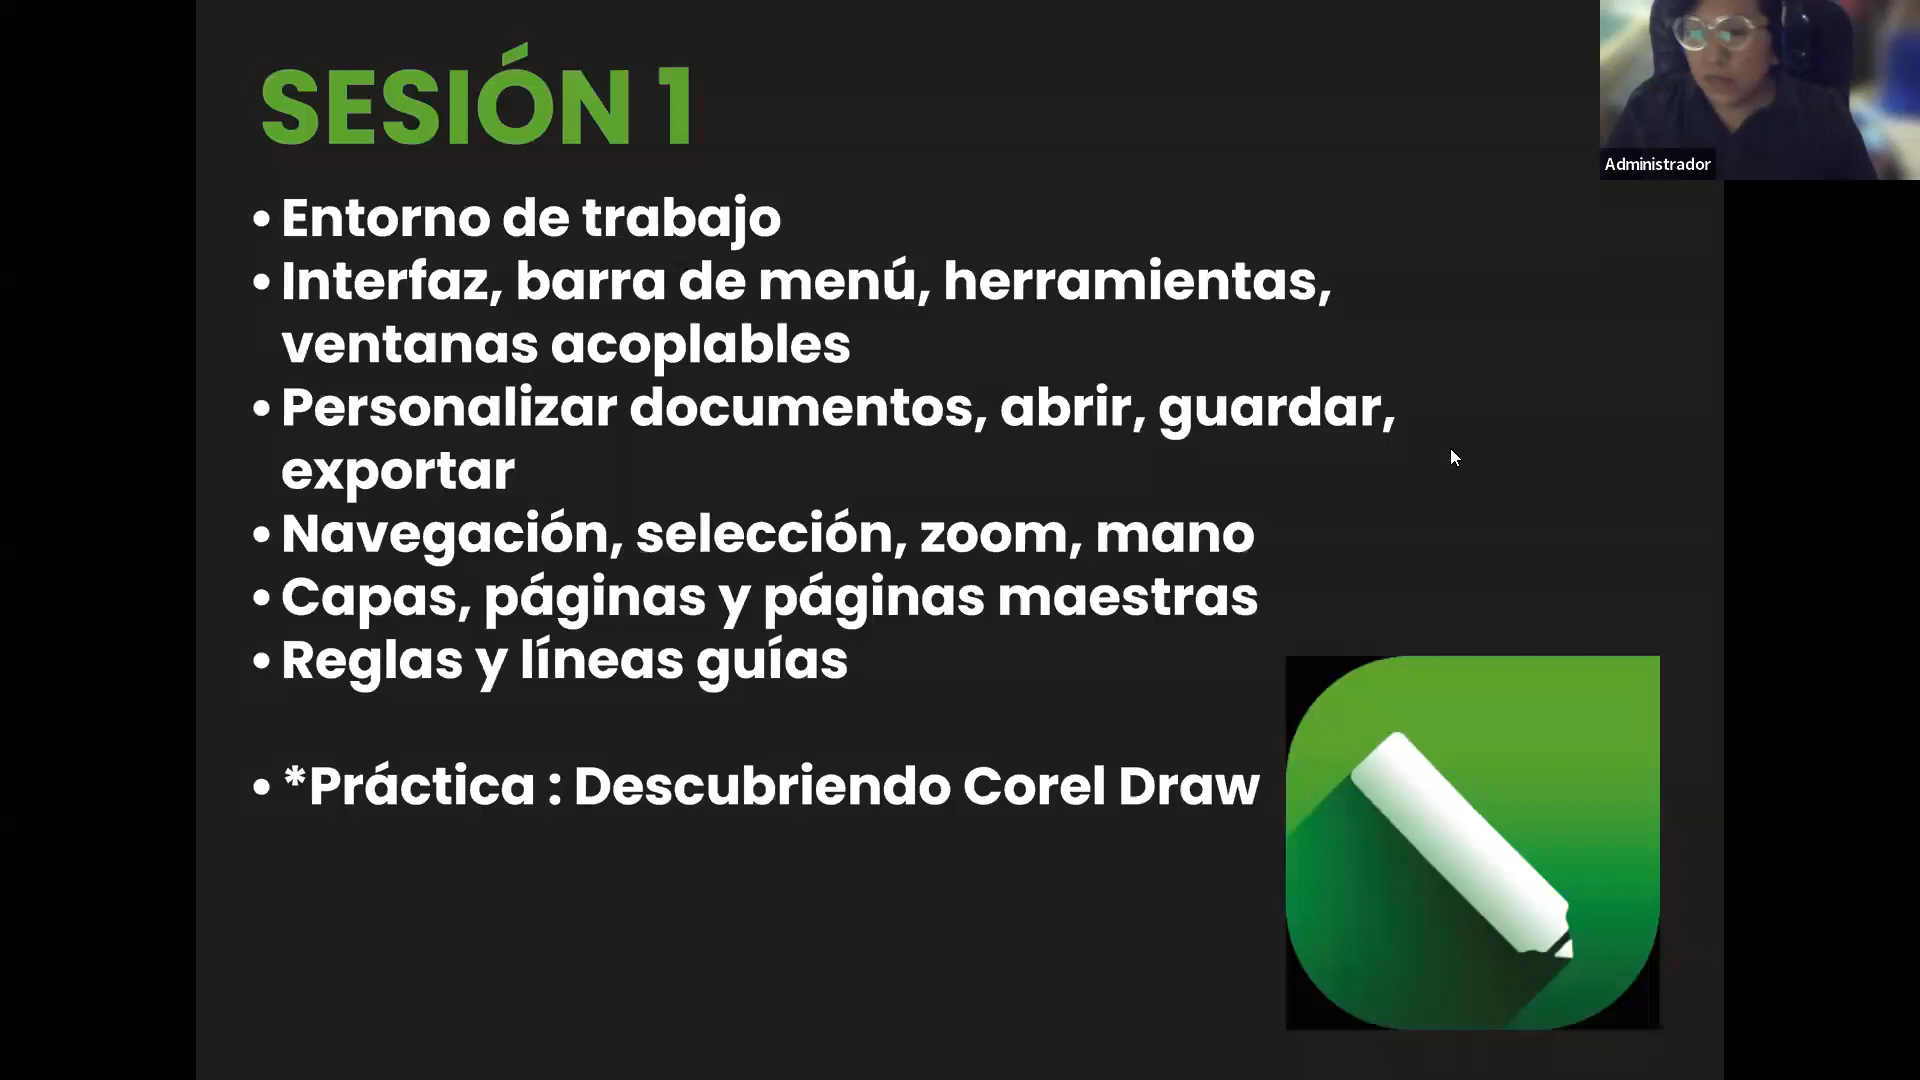 SESIÓN 1
Administrador
• Entorno de trabajo
• Interfaz, barra de menú, herramientas,
ventanas acoplables
• Personalizar documentos, abrir, guardar,
exportar
• Navegación, selección, zoom, mano
• Capas, páginas y páginas maestras
• Reglas y líneas guías
• *Práctica : Descubriendo Corel Draw